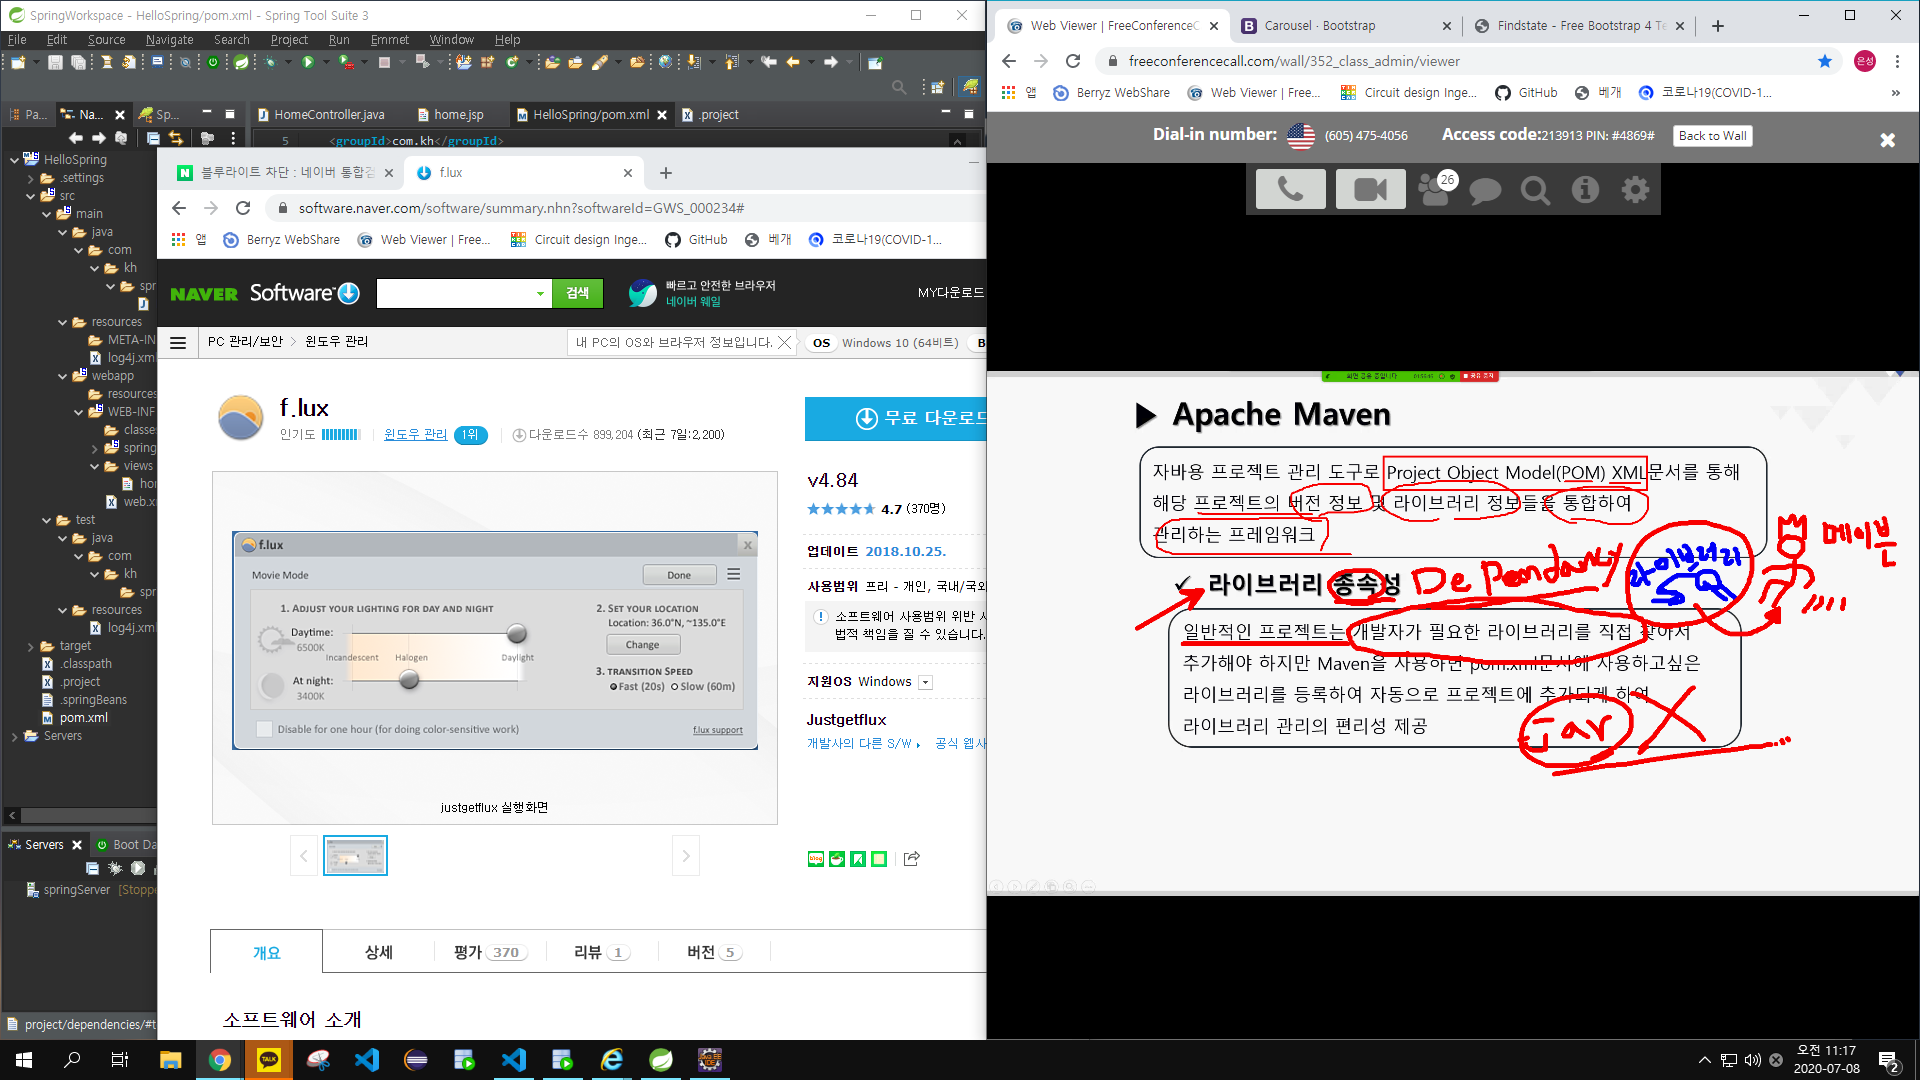 SpringWorkspace - HelloSpring/pom.xml - Spring Tool Suite 3
File Edit Source Navigate Search Project Run Emmet Window Help
Pa... Na... Sp...
HomeController.java home.jsp HelloSpring/pom.xml .project
5 <groupId>com.kh</groupId>
HelloSpring
.settings
src
main
java
com
kh
spr
resources
META-IN
log4j.xm
webapp
resources
WEB-INF
classe
spring
views
hor
web.x
test
java
com
kh
spr
resources
log4j.xm
target
.classpath
.project
.springBeans
pom.xml
Servers
Servers Boot Da
springServer [Stoppe
project/dependencies/#t
블루라이트 차단 : 네이버 통합검
f.lux
software.naver.com/software/summary.nhn?softwareId=GWS_000234#
앱 Berryz WebShare Web Viewer | Free... Circuit design Inge... GitHub 베개 코로나19(COVID-1...
NAVER Software
검색
빠르고 안전한 브라우저
네이버 웨일
MY다운로드
PC 관리/보안 > 윈도우 관리
내 PC의 OS와 브라우저 정보입니다.
OS Windows 10 (64비트) B
f.lux
인기도 윈도우 관리 1위 다운로드수 899,204 (최근 7일:2,200)
무료 다운로드
f.lux
Movie Mode
Done
1. ADJUST YOUR LIGHTING FOR DAY AND NIGHT
Daytime:
6500K
Incandescent Halogen Daylight
At night:
3400K
2. SET YOUR LOCATION
Location: 36.0°N, ~135.0°E
Change
3. TRANSITION SPEED
Fast (20s) Slow (60m)
Disable for one hour (for doing color-sensitive work)
f.lux support
justgetflux 실행화면
v4.84
4.7 (370명)
업데이트 2018.10.25.
사용범위 프리 - 개인, 국내/국외
소프트웨어 사용범위 위반 시
법적 책임을 질 수 있습니다.
지원OS Windows
Justgetflux
개발사의 다른 S/W 공식 웹사
blog
개요 상세 평가 370 리뷰 1 버전 5
소프트웨어 소개
Web Viewer | FreeConferenceC
Carousel · Bootstrap
Findstate - Free Bootstrap 4 Te
freeconferencecall.com/wall/352_class_admin/viewer
은성
앱 Berryz WebShare Web Viewer | Free... Circuit design Inge... GitHub 베개 코로나19(COVID-1...
Dial-in number: (605) 475-4056 Access code:213913 PIN: #4869# Back to Wall
26
Apache Maven
자바용 프로젝트 관리 도구로 Project Object Model(POM) XML문서를 통해
해당 프로젝트의 버전 정보 및 라이브러리 정보들을 통합하여
관리하는 프레임워크
라이브러리
메이븐
라이브러리 종속성 Dependancy
일반적인 프로젝트는 개발자가 필요한 라이브러리를 직접 찾아서
추가해야 하지만 Maven을 사용하면 pom.xml문서에 사용하고싶은
라이브러리를 등록하여 자동으로 프로젝트에 추가되게 하여
라이브러리 관리의 편리성 제공
Jar
TALK
오전 11:17
2020-07-08
2